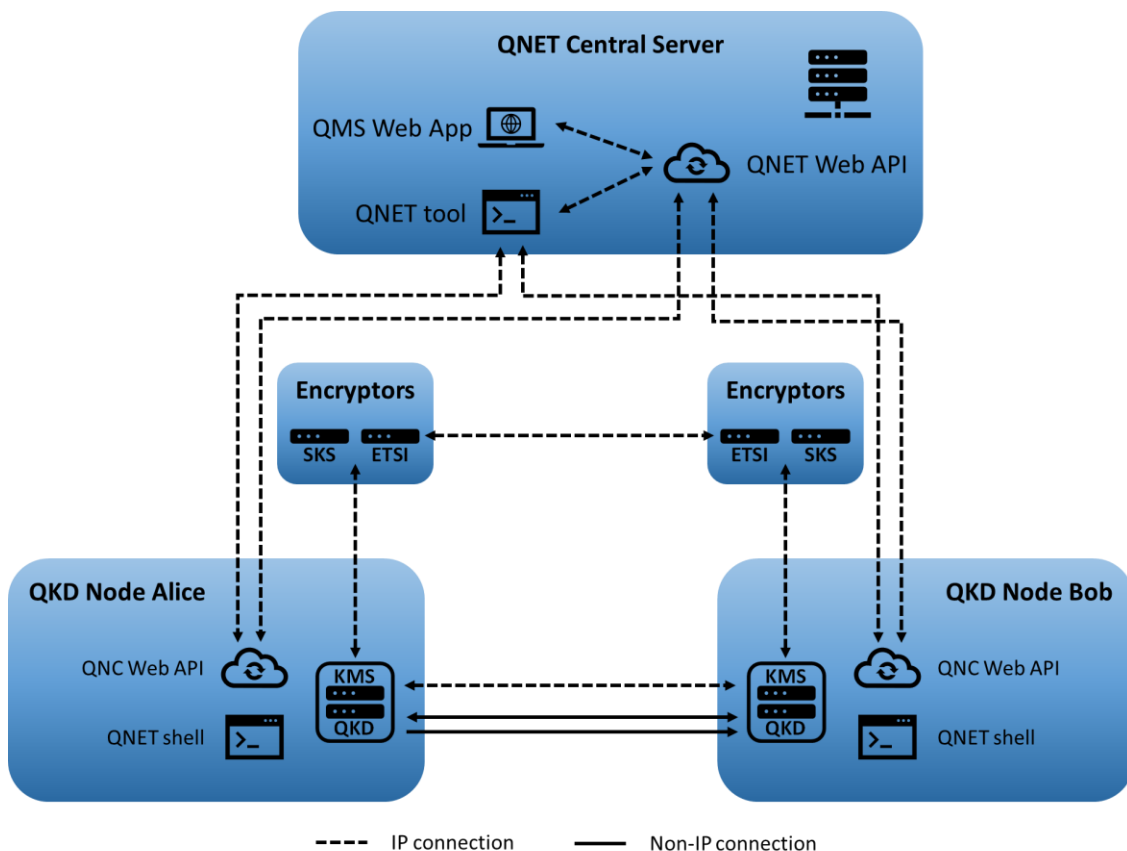 QNET Central Server
QMS Web App
QNET Web API
QNET tool
Encryptors
SKS ETSI
Encryptors
ETSI SKS
QKD Node Alice
QNC Web API
QNET shell
KMS
QKD
QKD Node Bob
KMS
QKD
QNC Web API
QNET shell
IP connection
Non-IP connection